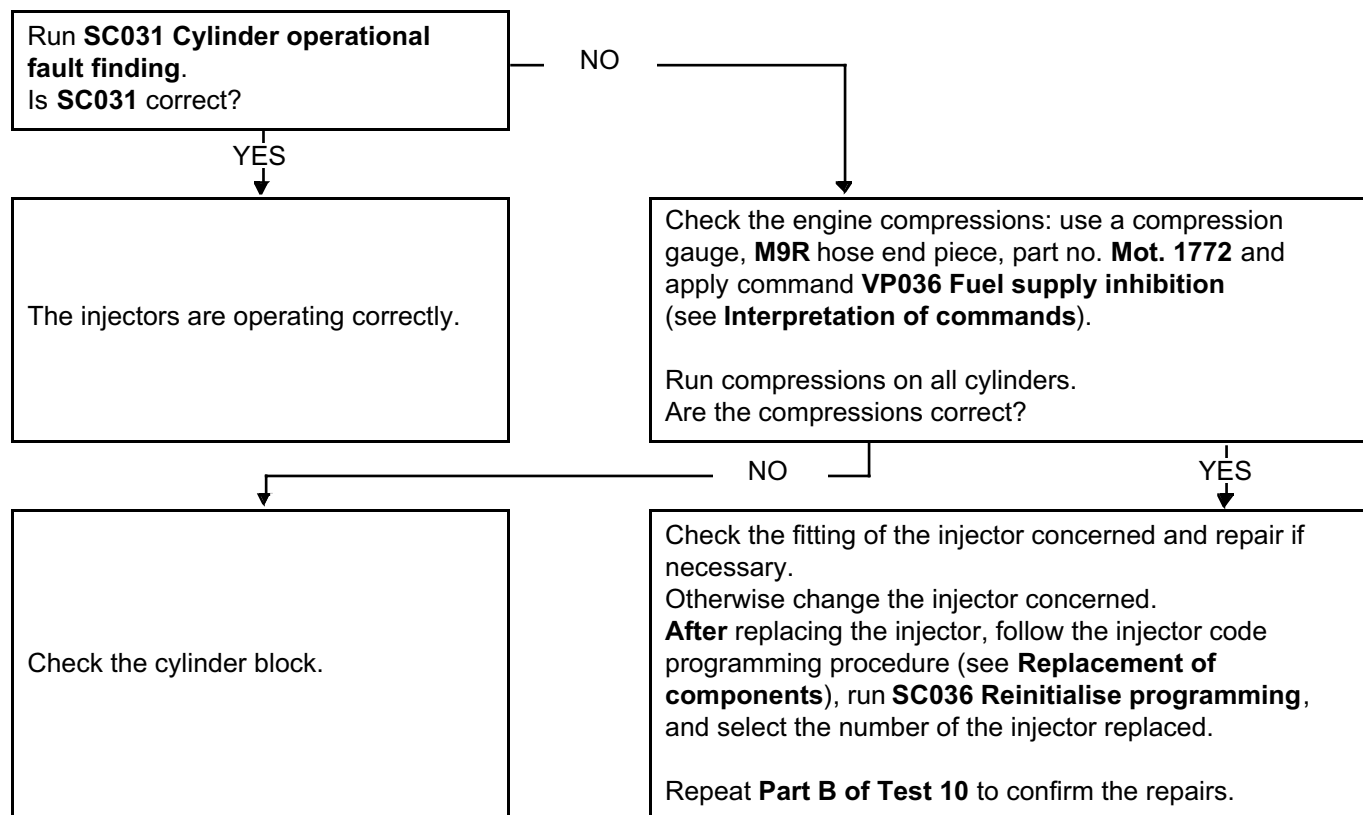 Run SC031 Cylinder operational
fault finding.
Is SC031 correct?
NO
YES
The injectors are operating correctly.
Check the engine compressions: use a compression
gauge, M9R hose end piece, part no. Mot. 1772 and
apply command VP036 Fuel supply inhibition
(see Interpretation of commands).
Run compressions on all cylinders.
Are the compressions correct?
NO
YES
Check the cylinder block.
Check the fitting of the injector concerned and repair if
necessary.
Otherwise change the injector concerned.
After replacing the injector, follow the injector code
programming procedure (see Replacement of
components), run SC036 Reinitialise programming,
and select the number of the injector replaced.
Repeat Part B of Test 10 to confirm the repairs.